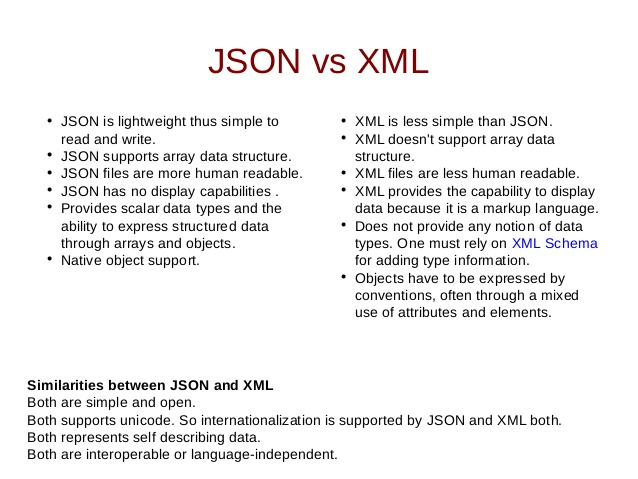 JSON vs XML
• JSON is lightweight thus simple to
read and write.
• JSON supports array data structure.
• JSON files are more human readable.
• JSON has no display capabilities .
• Provides scalar data types and the
ability to express structured data
through arrays and objects.
• Native object support.
• XML is less simple than JSON.
• XML doesn't support array data
structure.
• XML files are less human readable.
• XML provides the capability to display
data because it is a markup language.
• Does not provide any notion of data
types. One must rely on XML Schema
for adding type information.
• Objects have to be expressed by
conventions, often through a mixed
use of attributes and elements.
Similarities between JSON and XML
Both are simple and open.
Both supports unicode. So internationalization is supported by JSON and XML both.
Both represents self describing data.
Both are interoperable or language-independent.